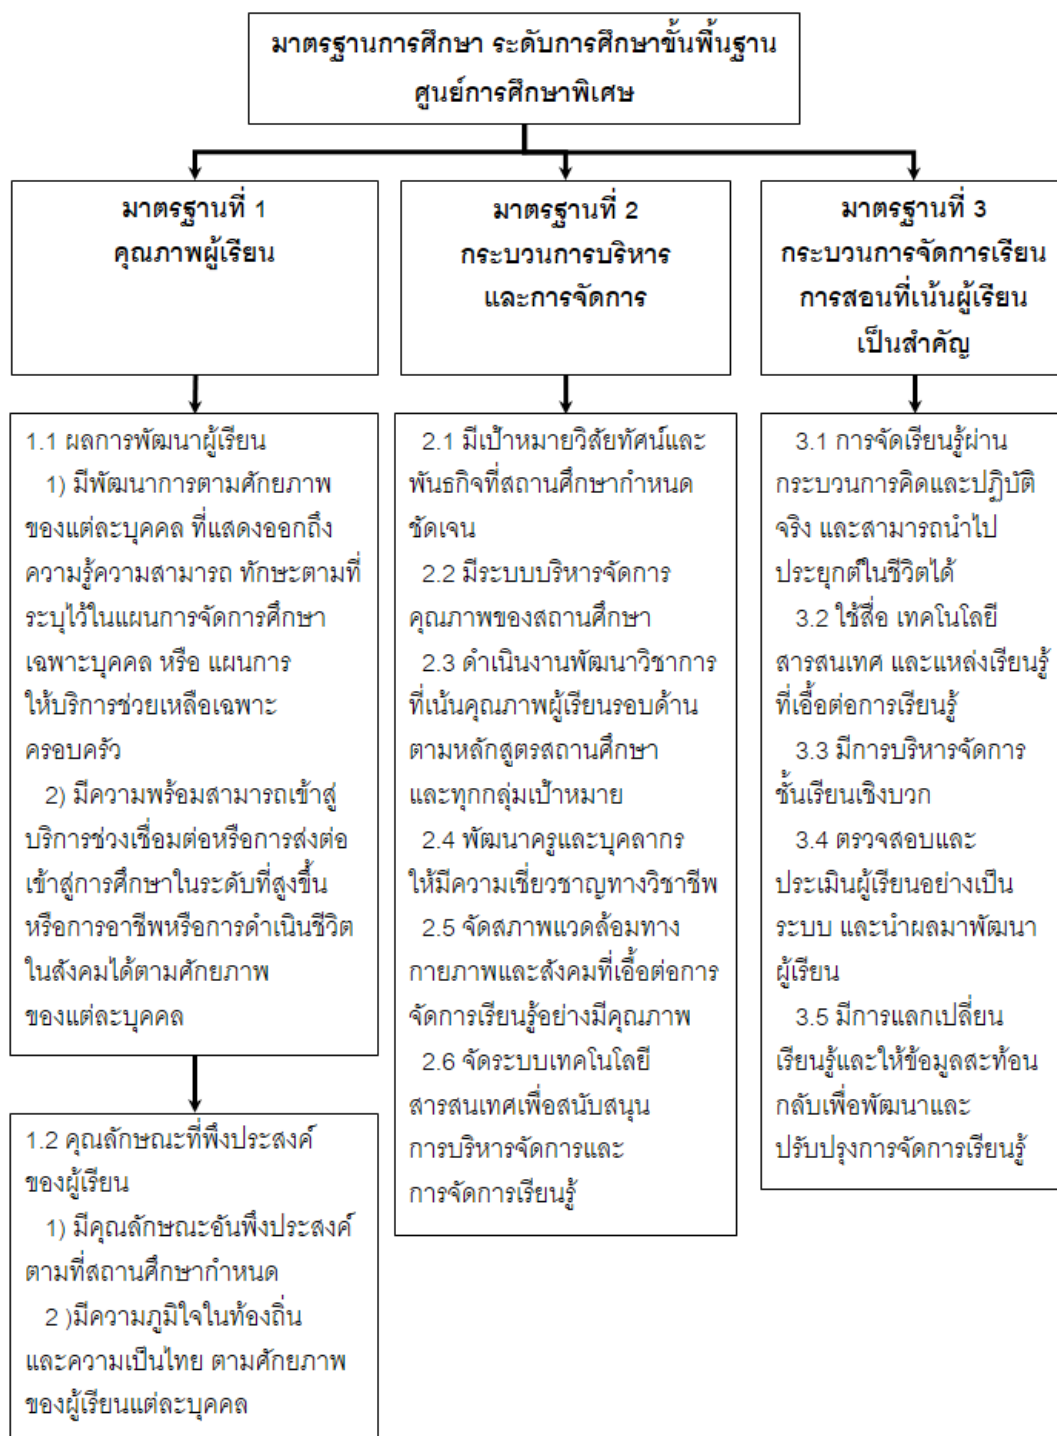 มาตรฐานการศึกษา ระดับการศึกษาขั้นพื้นฐาน
ศูนย์การศึกษาพิเศษ
มาตรฐานที่ 1
คุณภาพผู้เรียน
มาตรฐานที่ 2
กระบวนการบริหาร
และการจัดการ
มาตรฐานที่ 3
กระบวนการจัดการเรียน
การสอนที่เน้นผู้เรียน
เป็นสำคัญ
1.1 ผลการพัฒนาผู้เรียน
1) มีพัฒนาการตามศักยภาพ
ของแต่ละบุคคล ที่แสดงออกถึง
ความรู้ความสามารถ ทักษะตามที่
ระบุไว้ในแผนการจัดการศึกษา
เฉพาะบุคคล หรือ แผนการ
ให้บริการช่วยเหลือเฉพาะ
ครอบครัว
2) มีความพร้อมสามารถเข้าสู่
บริการช่วงเชื่อมต่อหรือการส่งต่อ
เข้าสู่การศึกษาในระดับที่สูงขึ้น
หรือการอาชีพหรือการดำเนินชีวิต
ในสังคมได้ตามศักยภาพ
ของแต่ละบุคคล
1.2 คุณลักษณะที่พึงประสงค์
ของผู้เรียน
1) มีคุณลักษณะอันพึงประสงค์
ตามที่สถานศึกษากำหนด
2 )มีความภูมิใจในท้องถิ่น
และความเป็นไทย ตามศักยภาพ
ของผู้เรียนแต่ละบุคคล
2.1 มีเป้าหมายวิสัยทัศน์และ
พันธกิจที่สถานศึกษากำหนด
ชัดเจน
2.2 มีระบบบริหารจัดการ
คุณภาพของสถานศึกษา
2.3 ดำเนินงานพัฒนาวิชาการ
ที่เน้นคุณภาพผู้เรียนรอบด้าน
ตามหลักสูตรสถานศึกษา
และทุกกลุ่มเป้าหมาย
2.4 พัฒนาครูและบุคลากร
ให้มีความเชี่ยวชาญทางวิชาชีพ
2.5 จัดสภาพแวดล้อมทาง
กายภาพและสังคมที่เอื้อต่อการ
จัดการเรียนรู้อย่างมีคุณภาพ
2.6 จัดระบบเทคโนโลยี
สารสนเทศเพื่อสนับสนุน
การบริหารจัดการและ
การจัดการเรียนรู้
3.1 การจัดเรียนรู้ผ่าน
กระบวนการคิดและปฏิบัติ
จริง และสามารถนำไป
ประยุกต์ในชีวิตได้
3.2 ใช้สื่อ เทคโนโลยี
สารสนเทศ และแหล่งเรียนรู้
ที่เอื้อต่อการเรียนรู้
3.3 มีการบริหารจัดการ
ชั้นเรียนเชิงบวก
3.4 ตรวจสอบและ
ประเมินผู้เรียนอย่างเป็น
ระบบ และนำผลมาพัฒนา
ผู้เรียน
3.5 มีการแลกเปลี่ยน
เรียนรู้และให้ข้อมูลสะท้อน
กลับเพื่อพัฒนาและ
ปรับปรุงการจัดการเรียนรู้